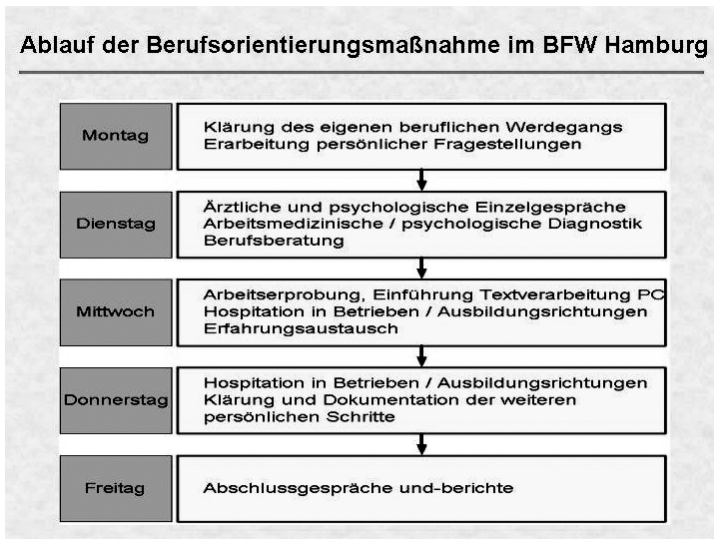 Ablauf der Berufsorientierungsmaßnahme im BFW Hamburg
Montag
Klärung des eigenen beruflichen Werdegangs
Erarbeitung persönlicher Fragestellungen
Dienstag
Ärztliche und psychologische Einzelgespräche
Arbeitsmedizinische / psychologische Diagnostik
Berufsberatung
Mittwoch
Arbeitserprobung, Einführung Textverarbeitung PC
Hospitation in Betrieben / Ausbildungsrichtungen
Erfahrungsaustausch
Donnerstag
Hospitation in Betrieben / Ausbildungsrichtungen
Klärung und Dokumentation der weiteren
persönlichen Schritte
Freitag
Abschlussgespräche und-berichte